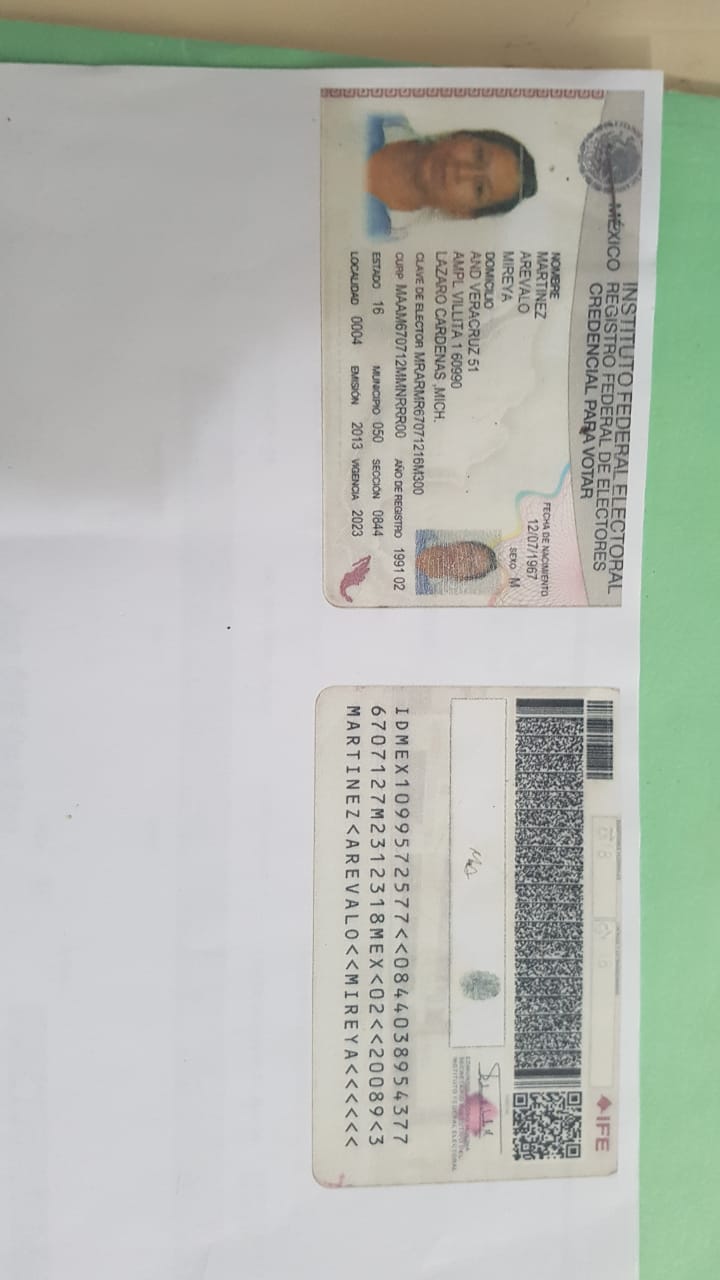 MÉXICO
INSTITUTO FEDERAL ELECTORAL
REGISTRO FEDERAL DE ELECTORES
CREDENCIAL PARA VOTAR
NOMBRE
MARTINEZ
AREVALO
MIREYA
FECHA DE NACIMIENTO
12/07/1967
SEXO M
DOMICILIO
AND VERACRUZ 51
AMPL VILLITA 1 60990
LAZARO CARDENAS ,MICH.
CLAVE DE ELECTOR MRARMR67071216M300
CURP MAAM670712MMNRRR00 AÑO DE REGISTRO 1991 02
ESTADO 16 MUNICIPIO 050 SECCIÓN 0844
LOCALIDAD 0004 EMISIÓN 2013 VIGENCIA 2023
IFE
IDMEX1099572577<<0844038954377
6707127M2312318MEX<02<<20089<3
MARTINEZ<AREVALO<<MIREYA<<<<<<